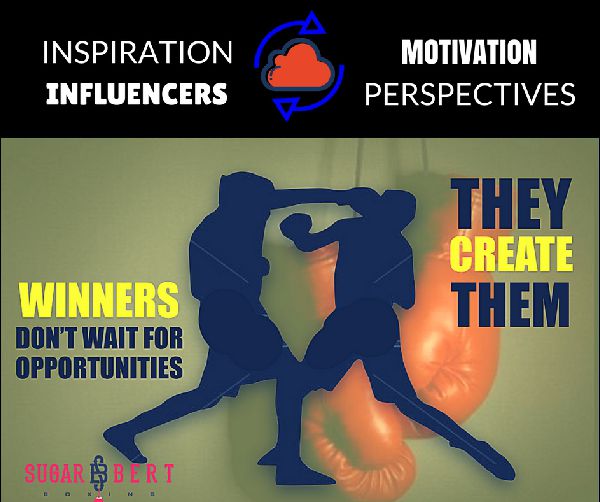 INSPIRATION
INFLUENCERS
MOTIVATION
PERSPECTIVES
WINNERS
DON'T WAIT FOR
OPPORTUNITIES
THEY
CREATE
THEM
SUGAR BERT
BOXING